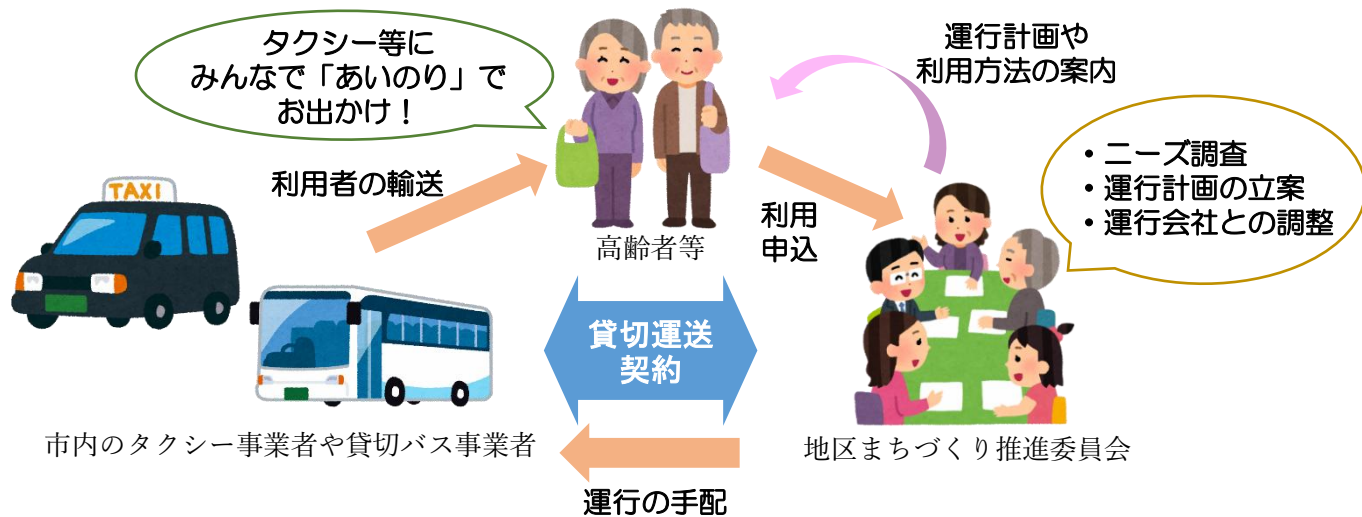 タクシー等に
みんなで「あいのり」で
お出かけ！
運行計画や
利用方法の案内
・ニーズ調査
・運行計画の立案
・運行会社との調整
TAXI
利用者の輸送
利用
申込
高齢者等
貸切運送
契約
市内のタクシー事業者や貸切バス事業者
地区まちづくり推進委員会
運行の手配